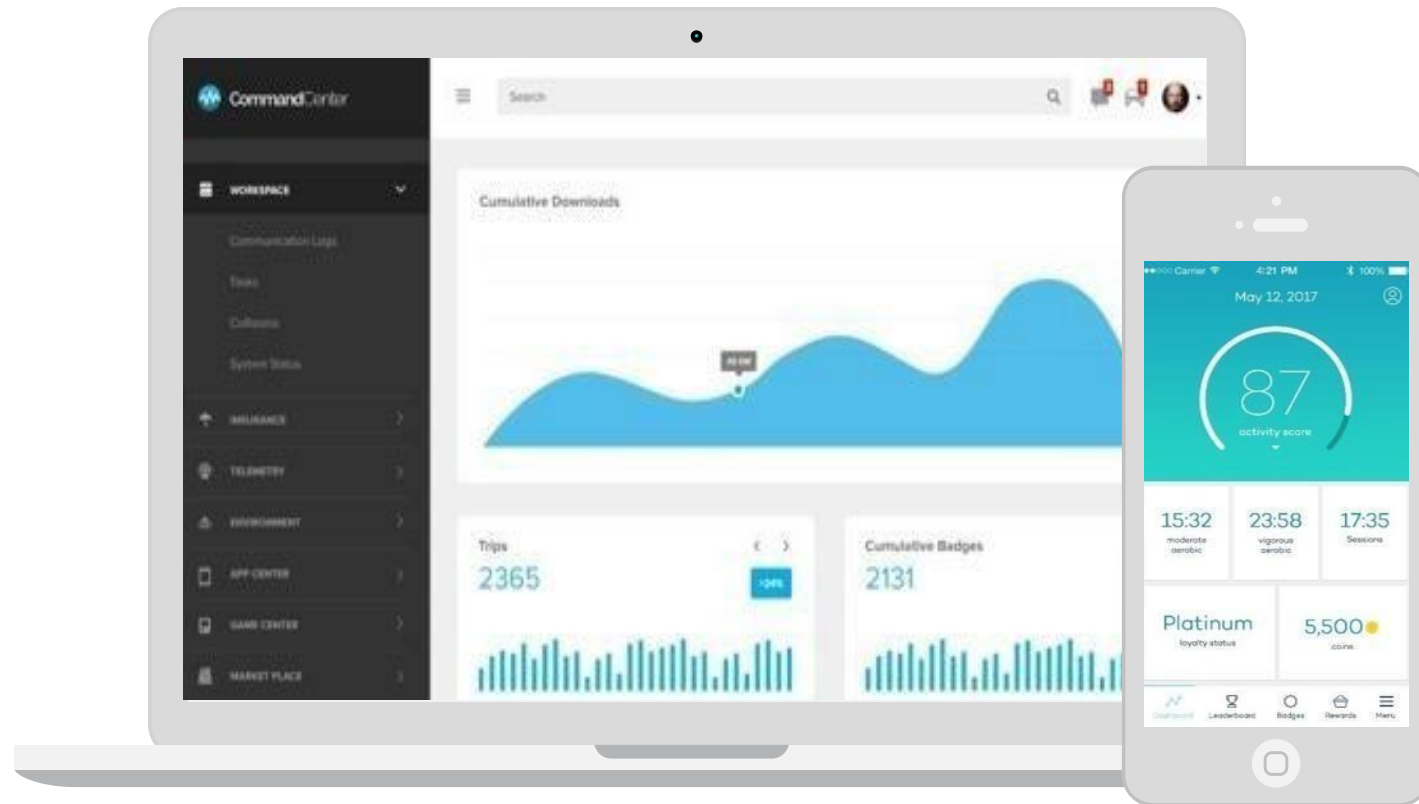 CommandCenter
Search
WORKSPACE
Communication Logs
Tasks
Collisions
System Status
INSURANCE
TELEMETRY
ENVIRONMENT
APP CENTER
GAME CENTER
MARKET PLACE
Cumulative Downloads
Trips
2365
Cumulative Badges
2131
Carrier 4:21 PM 100%
May 12, 2017
87
activity score
15:32 23:58 17:35
moderate vigorous Sessions
aerobic aerobic
Platinum 5,500
loyalty status coins
Dashboard Leaderboard Badges Rewards Menu